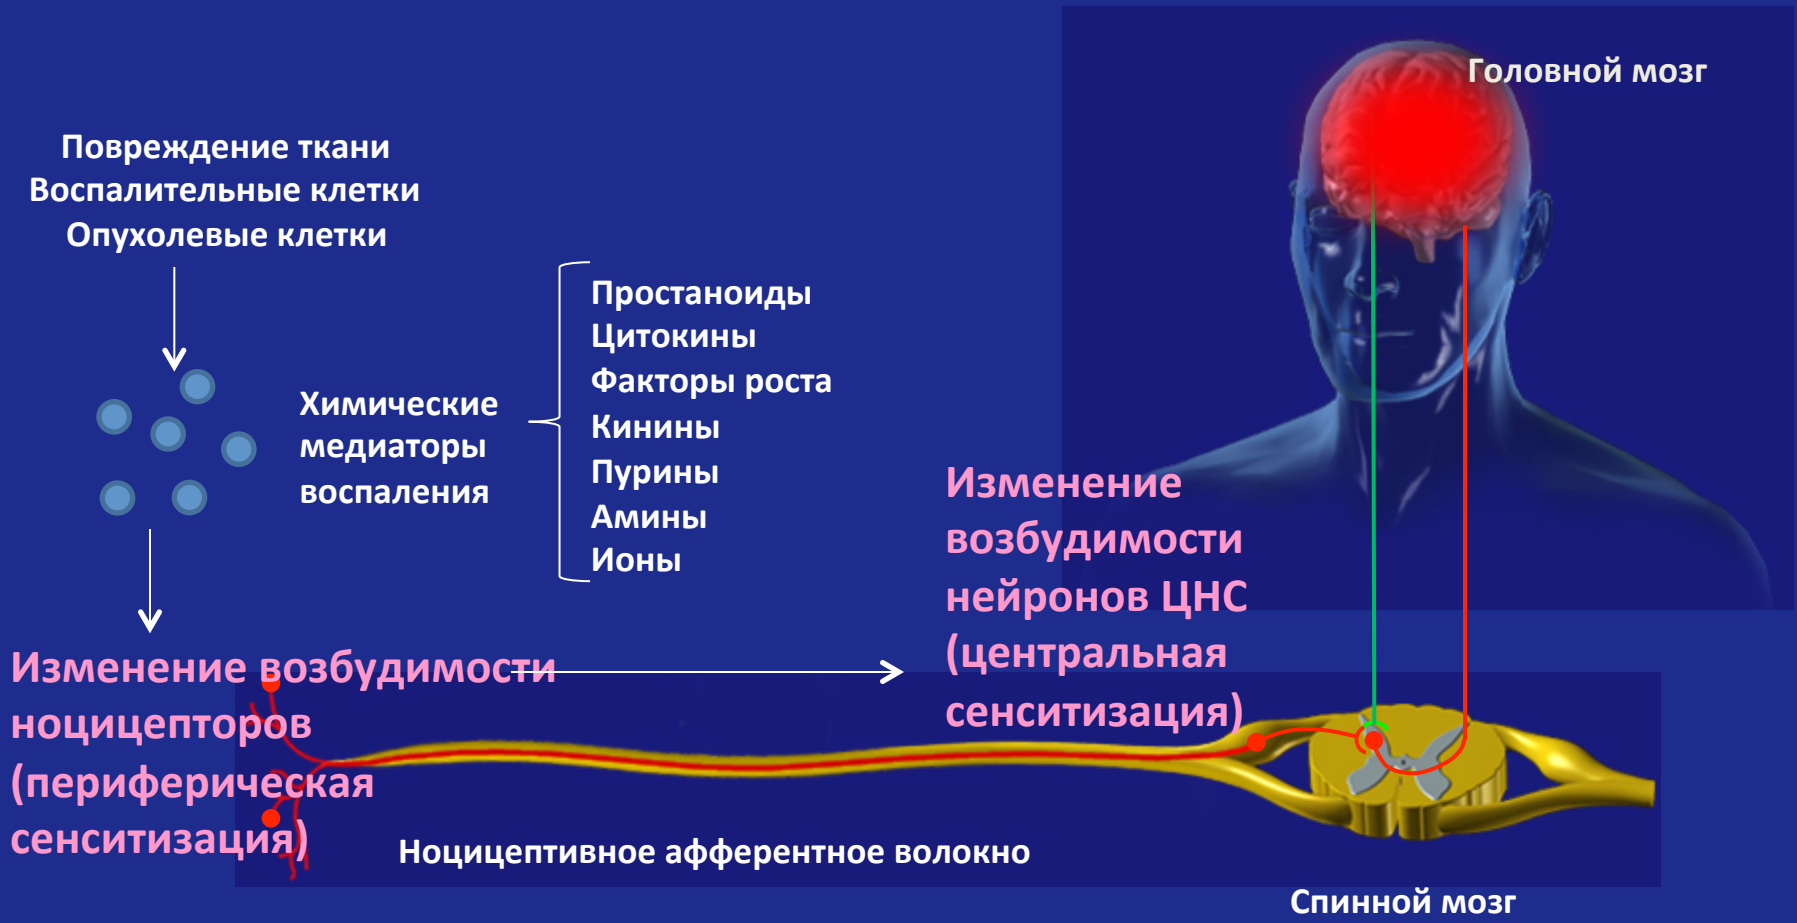 Головной мозг
Повреждение ткани
Воспалительные клетки
Опухолевые клетки
Химические
медиаторы
воспаления
Простаноиды
Цитокины
Факторы роста
Кинины
Пурины
Амины
Ионы
Изменение возбудимости
ноцицепторов
(периферическая
сенситизация)
Изменение
возбудимости
нейронов ЦНС
(центральная
сенситизация)
Ноцицептивное афферентное волокно
Спинной мозг